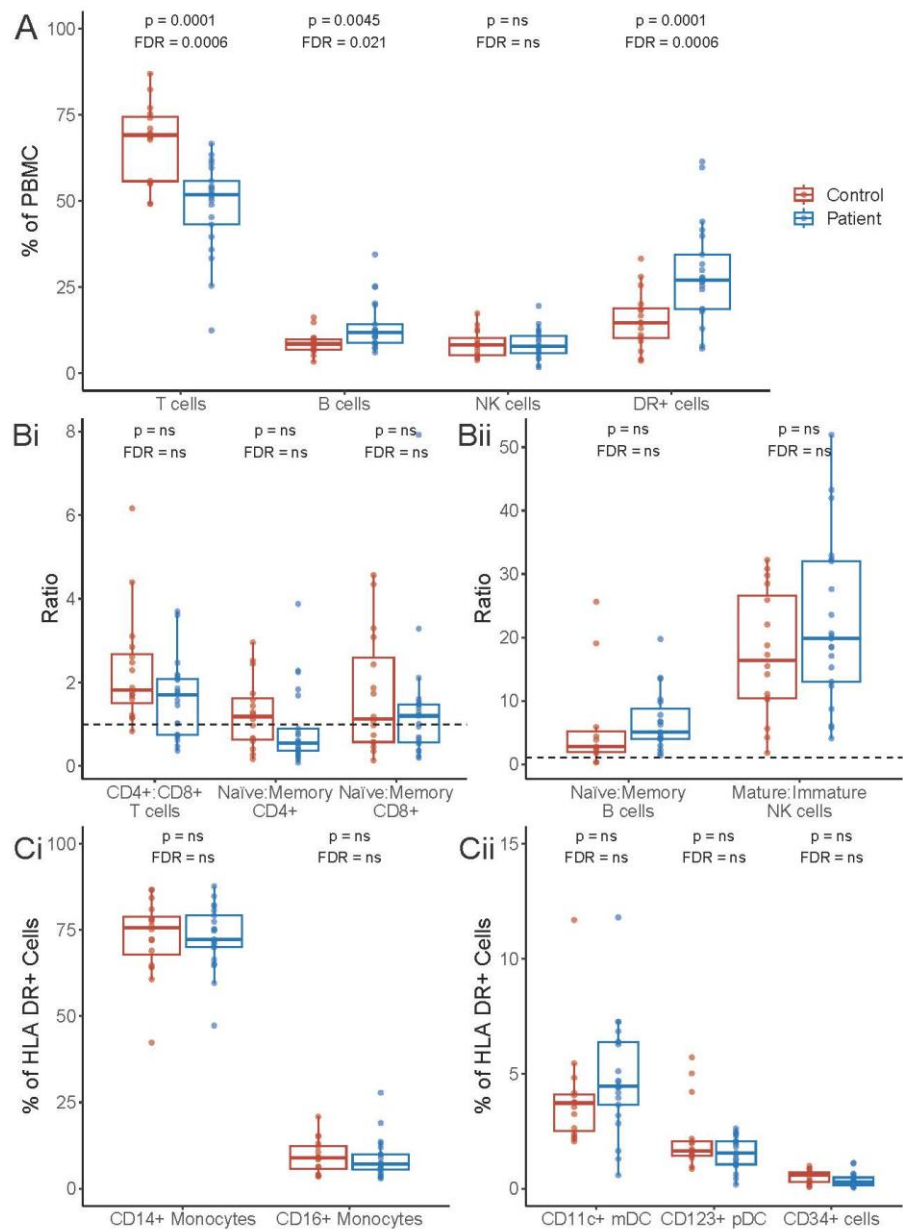 A
p = 0.0001 p = 0.0045 p = ns p = 0.0001
FDR = 0.0006 FDR = 0.021 FDR = ns FDR = 0.0006
100
75
50
25
0
% of PBMC
T cells B cells NK cells DR+ cells
Control
Patient
Bi
p = ns p = ns p = ns
FDR = ns FDR = ns FDR = ns
8
6
4
2
0
Ratio
CD4+:CD8+ Naïve:Memory Naïve:Memory
T cells CD4+ CD8+
Bii
p = ns p = ns
FDR = ns FDR = ns
50
40
30
20
10
0
Ratio
Naïve:Memory Mature:Immature
B cells NK cells
Ci
p = ns p = ns
FDR = ns FDR = ns
100
75
50
25
0
% of HLA DR+ Cells
CD14+ Monocytes CD16+ Monocytes
Cii
p = ns p = ns p = ns
FDR = ns FDR = ns FDR = ns
15
10
5
0
% of HLA DR+ Cells
CD11c+ mDC CD123+ pDC CD34+ cells